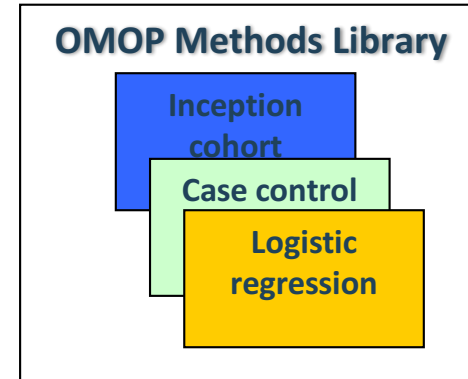 OMOP Methods Library
Inception
cohort
Case control
Logistic
regression